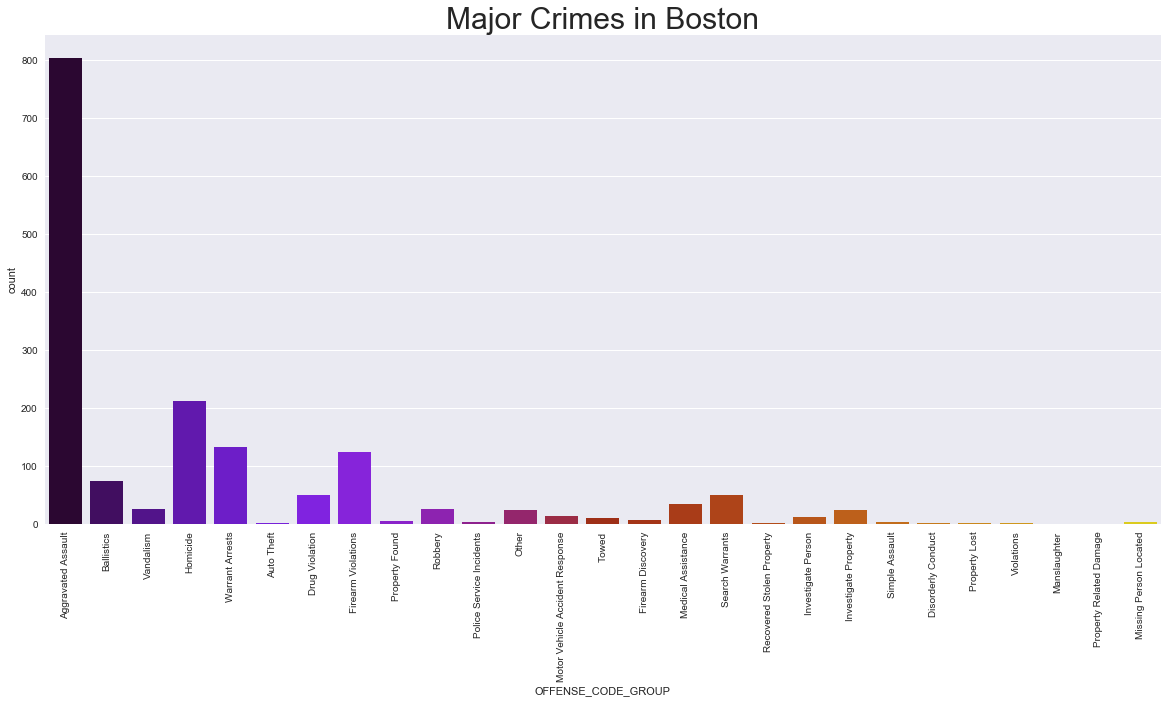 Major Crimes in Boston
800
700
600
500
400
300
200
100
0
count
Aggravated Assault
Ballistics
Vandalism
Homicide
Warrant Arrests
Auto Theft
Drug Violation
Firearm Violations
Property Found
Robbery
Police Service Incidents
Other
Motor Vehicle Accident Response
Towed
Firearm Discovery
Medical Assistance
Search Warrants
Recovered Stolen Property
Investigate Person
Investigate Property
Simple Assault
Disorderly Conduct
Property Lost
Violations
Manslaughter
Property Related Damage
Missing Person Located
OFFENSE_CODE_GROUP